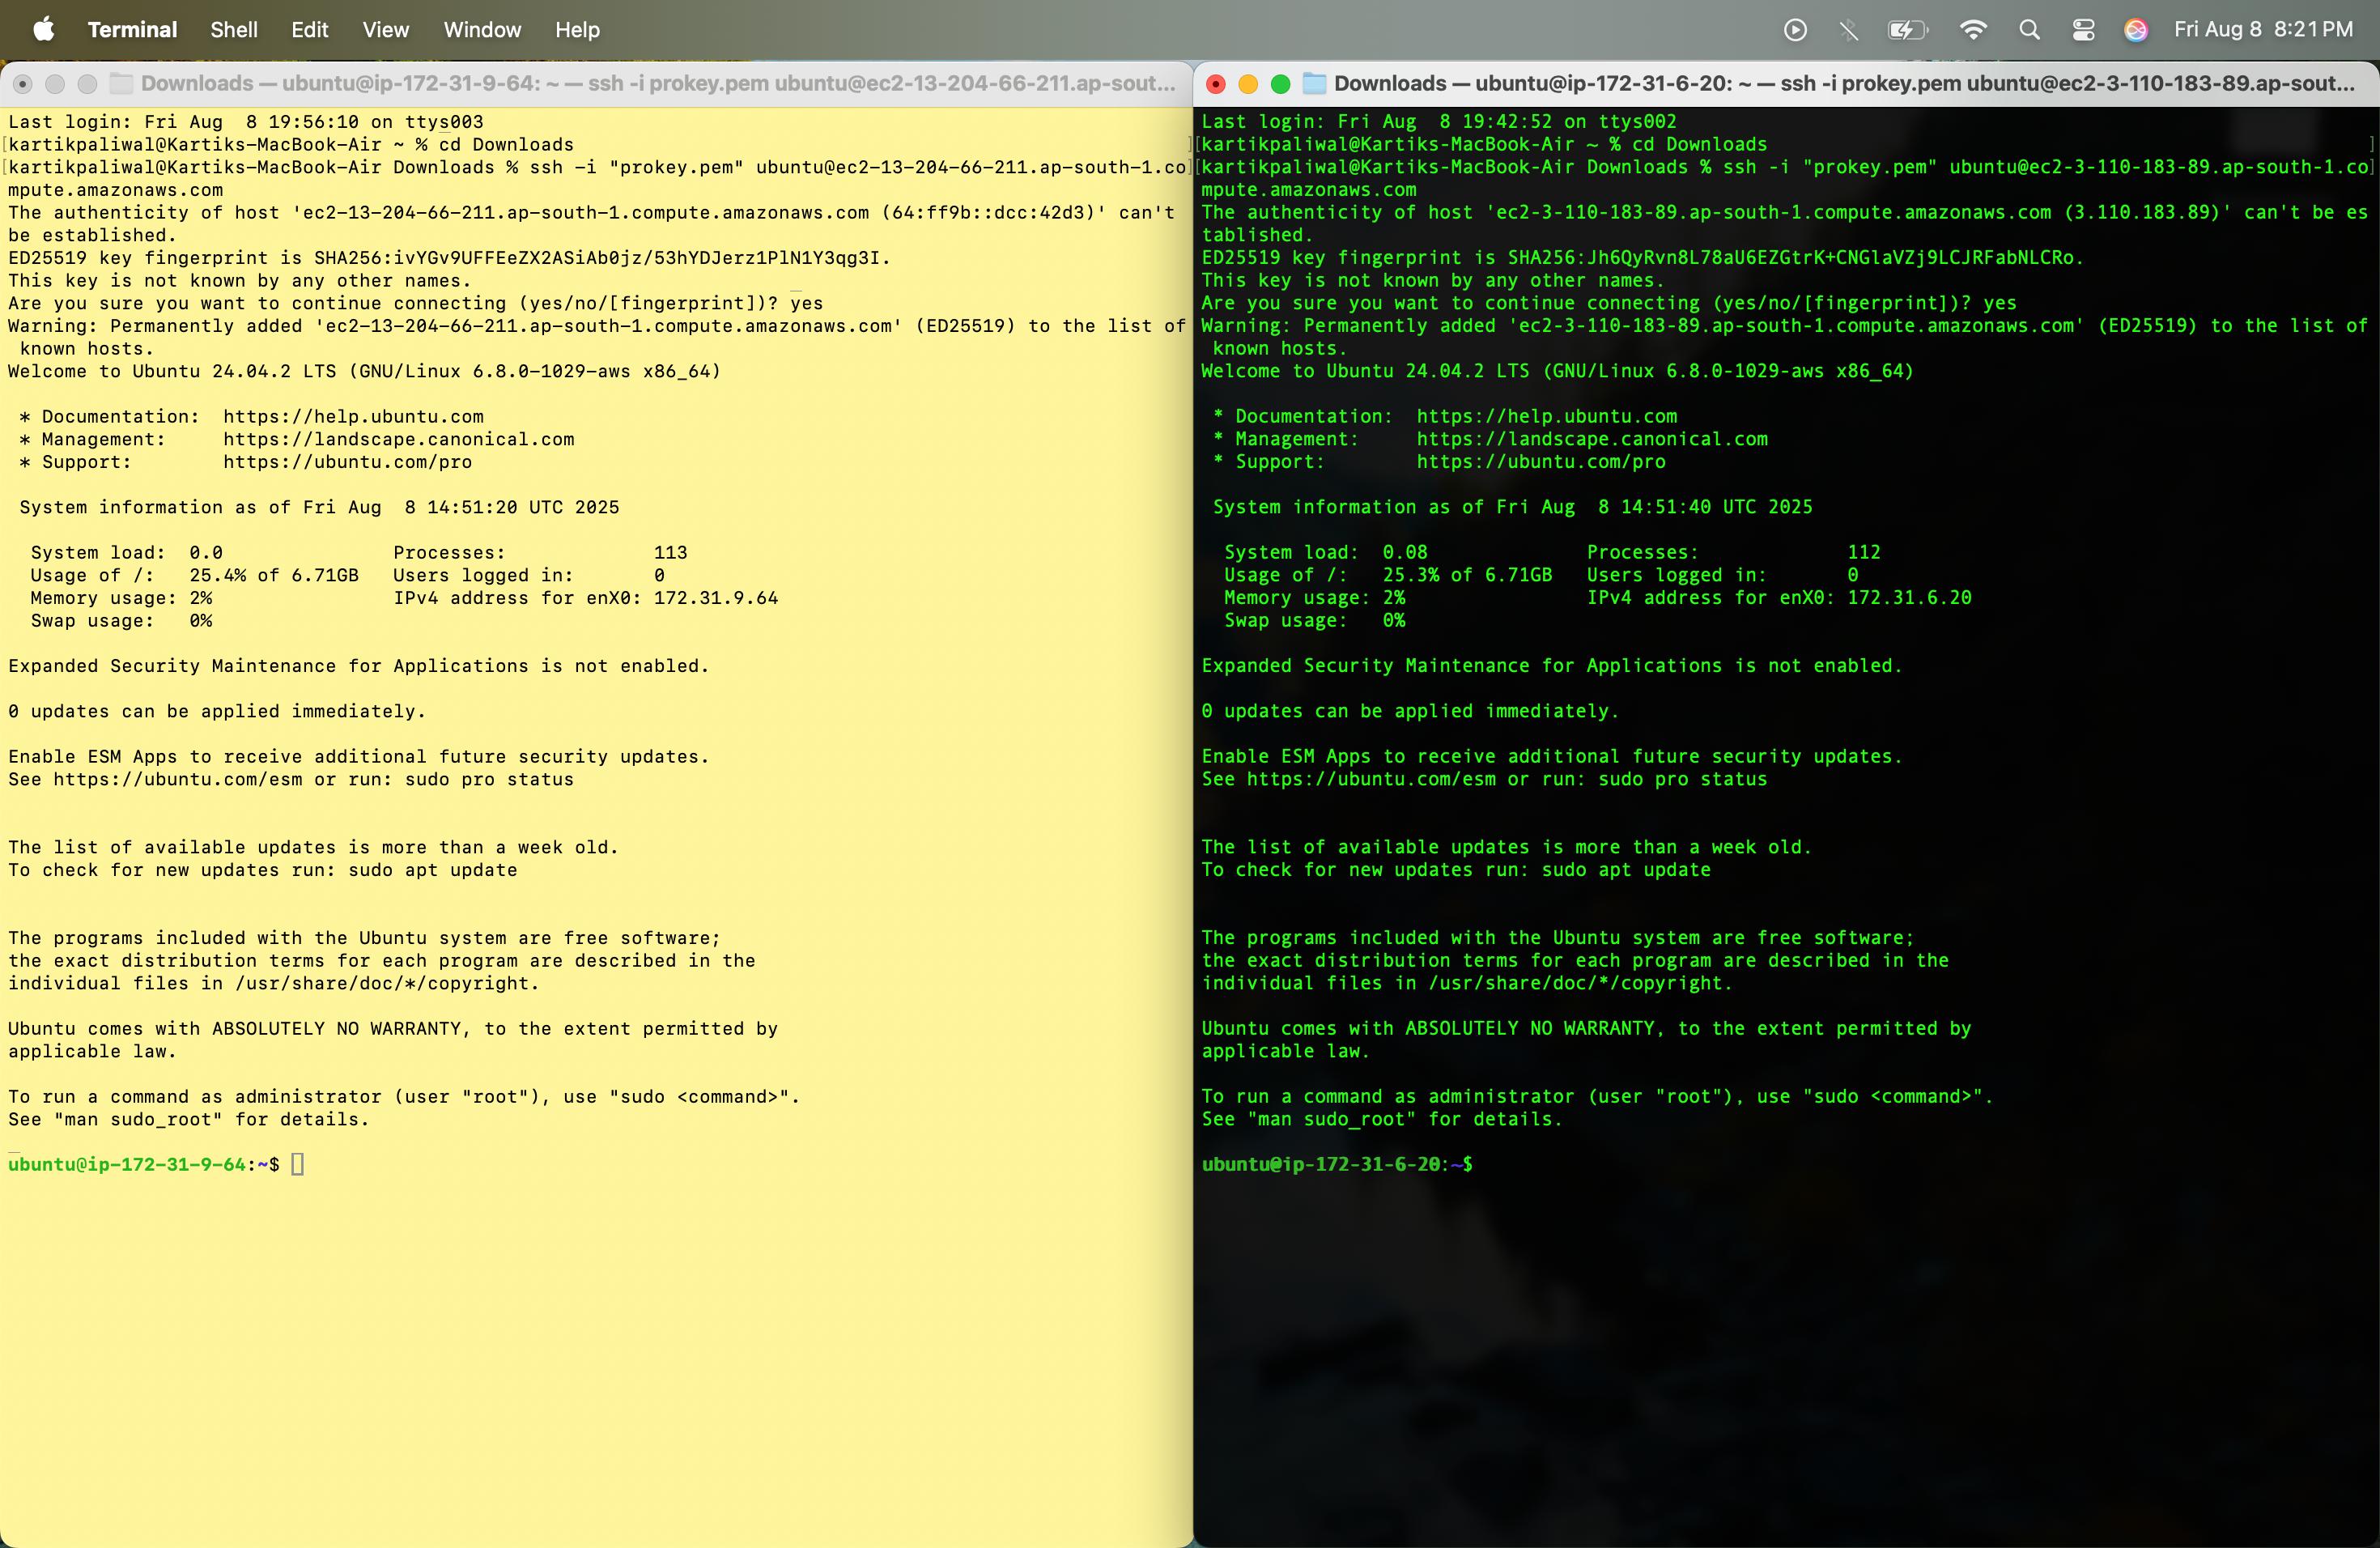 Terminal Shell Edit View Window Help Fri Aug 8 8:21 PM
Downloads — ubuntu@ip-172-31-9-64: ~ — ssh -i prokey.pem ubuntu@ec2-13-204-66-211.ap-sout...
Last login: Fri Aug  8 19:56:10 on ttys003
[kartikpaliwal@Kartiks-MacBook-Air ~ % cd Downloads ]
[kartikpaliwal@Kartiks-MacBook-Air Downloads % ssh -i "prokey.pem" ubuntu@ec2-13-204-66-211.ap-south-1.co]
mpute.amazonaws.com
The authenticity of host 'ec2-13-204-66-211.ap-south-1.compute.amazonaws.com (64:ff9b::dcc:42d3)' can't
be established.
ED25519 key fingerprint is SHA256:ivYGv9UFFEeZX2ASiAb0jz/53hYDJerz1PlN1Y3qg3I.
This key is not known by any other names.
Are you sure you want to continue connecting (yes/no/[fingerprint])? yes
Warning: Permanently added 'ec2-13-204-66-211.ap-south-1.compute.amazonaws.com' (ED25519) to the list of
 known hosts.
Welcome to Ubuntu 24.04.2 LTS (GNU/Linux 6.8.0-1029-aws x86_64)
 * Documentation:  https://help.ubuntu.com
 * Management:     https://landscape.canonical.com
 * Support:        https://ubuntu.com/pro
 System information as of Fri Aug  8 14:51:20 UTC 2025
  System load:  0.0               Processes:             113
  Usage of /:   25.4% of 6.71GB   Users logged in:       0
  Memory usage: 2%                IPv4 address for enX0: 172.31.9.64
  Swap usage:   0%
Expanded Security Maintenance for Applications is not enabled.
0 updates can be applied immediately.
Enable ESM Apps to receive additional future security updates.
See https://ubuntu.com/esm or run: sudo pro status
The list of available updates is more than a week old.
To check for new updates run: sudo apt update
The programs included with the Ubuntu system are free software;
the exact distribution terms for each program are described in the
individual files in /usr/share/doc/*/copyright.
Ubuntu comes with ABSOLUTELY NO WARRANTY, to the extent permitted by
applicable law.
To run a command as administrator (user "root"), use "sudo <command>".
See "man sudo_root" for details.
ubuntu@ip-172-31-9-64:~$
Downloads — ubuntu@ip-172-31-6-20: ~ — ssh -i prokey.pem ubuntu@ec2-3-110-183-89.ap-sout...
Last login: Fri Aug  8 19:42:52 on ttys002
[kartikpaliwal@Kartiks-MacBook-Air ~ % cd Downloads ]
[kartikpaliwal@Kartiks-MacBook-Air Downloads % ssh -i "prokey.pem" ubuntu@ec2-3-110-183-89.ap-south-1.co]
mpute.amazonaws.com
The authenticity of host 'ec2-3-110-183-89.ap-south-1.compute.amazonaws.com (3.110.183.89)' can't be es
tablished.
ED25519 key fingerprint is SHA256:Jh6QyRvn8L78aU6EZGtrK+CNGlaVZj9LCJRFabNLCRo.
This key is not known by any other names.
Are you sure you want to continue connecting (yes/no/[fingerprint])? yes
Warning: Permanently added 'ec2-3-110-183-89.ap-south-1.compute.amazonaws.com' (ED25519) to the list of
 known hosts.
Welcome to Ubuntu 24.04.2 LTS (GNU/Linux 6.8.0-1029-aws x86_64)
 * Documentation:  https://help.ubuntu.com
 * Management:     https://landscape.canonical.com
 * Support:        https://ubuntu.com/pro
 System information as of Fri Aug  8 14:51:40 UTC 2025
  System load:  0.08              Processes:             112
  Usage of /:   25.3% of 6.71GB   Users logged in:       0
  Memory usage: 2%                IPv4 address for enX0: 172.31.6.20
  Swap usage:   0%
Expanded Security Maintenance for Applications is not enabled.
0 updates can be applied immediately.
Enable ESM Apps to receive additional future security updates.
See https://ubuntu.com/esm or run: sudo pro status
The list of available updates is more than a week old.
To check for new updates run: sudo apt update
The programs included with the Ubuntu system are free software;
the exact distribution terms for each program are described in the
individual files in /usr/share/doc/*/copyright.
Ubuntu comes with ABSOLUTELY NO WARRANTY, to the extent permitted by
applicable law.
To run a command as administrator (user "root"), use "sudo <command>".
See "man sudo_root" for details.
ubuntu@ip-172-31-6-20:~$